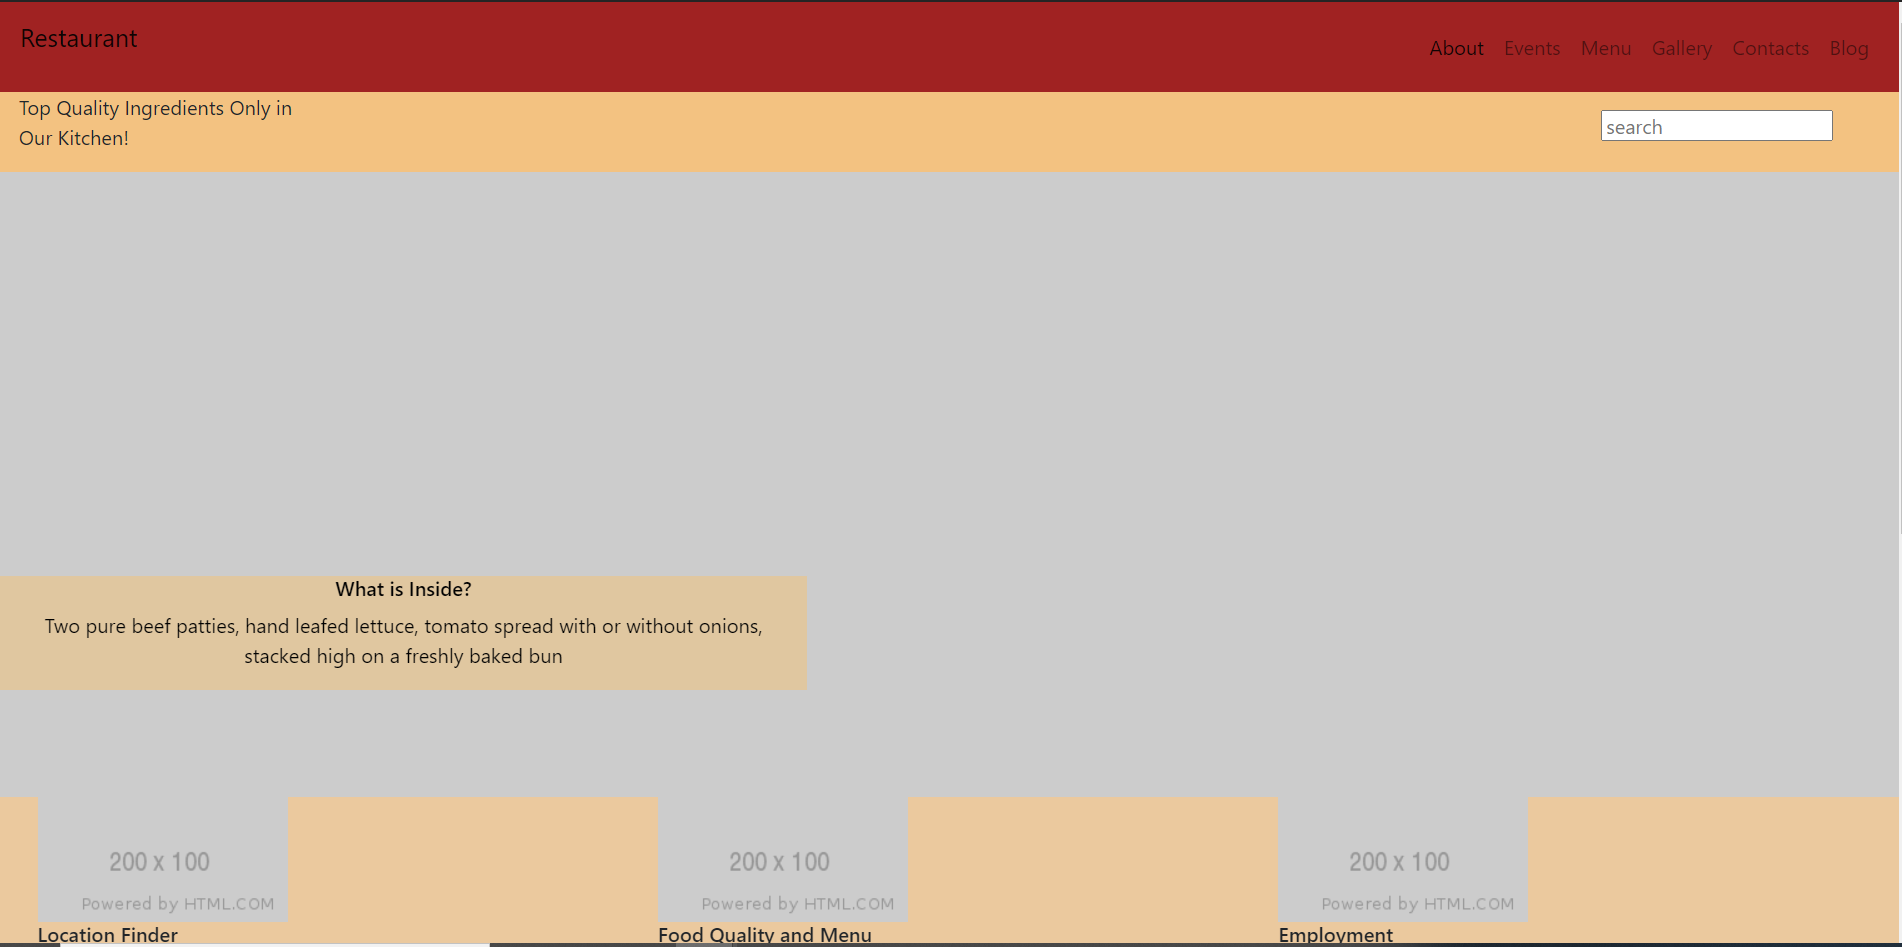 Restaurant
About Events Menu Gallery Contacts Blog
Top Quality Ingredients Only in
Our Kitchen!
search
What is Inside?
Two pure beef patties, hand leafed lettuce, tomato spread with or without onions,
stacked high on a freshly baked bun
200 x 100
Powered by HTML.COM
200 x 100
Powered by HTML.COM
200 x 100
Powered by HTML.COM
Location Finder
Food Quality and Menu
Employment